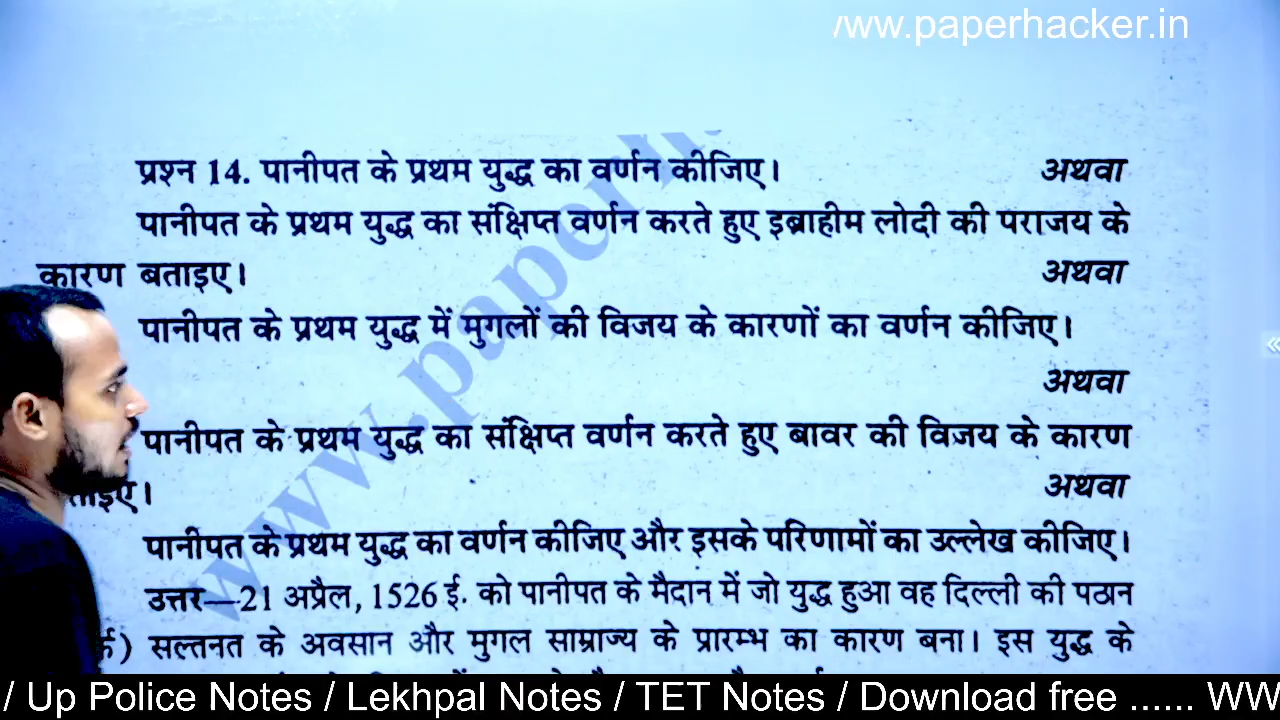 www.paperhacker.in
प्रश्न 14. पानीपत के प्रथम युद्ध का वर्णन कीजिए। अथवा
पानीपत के प्रथम युद्ध का संक्षिप्त वर्णन करते हुए इब्राहीम लोदी की पराजय के
कारण बताइए। अथवा
पानीपत के प्रथम युद्ध में मुगलों की विजय के कारणों का वर्णन कीजिए।
अथवा
पानीपत के प्रथम युद्ध का संक्षिप्त वर्णन करते हुए बावर की विजय के कारण
अथवा
पानीपत के प्रथम युद्ध का वर्णन कीजिए और इसके परिणामों का उल्लेख कीजिए।
उत्तर—21 अप्रैल, 1526 ई. को पानीपत के मैदान में जो युद्ध हुआ वह दिल्ली की पठान
सल्तनत के अवसान और मुगल साम्राज्य के प्रारम्भ का कारण बना। इस युद्ध के
/ Up Police Notes / Lekhpal Notes / TET Notes / Download free ...... WW